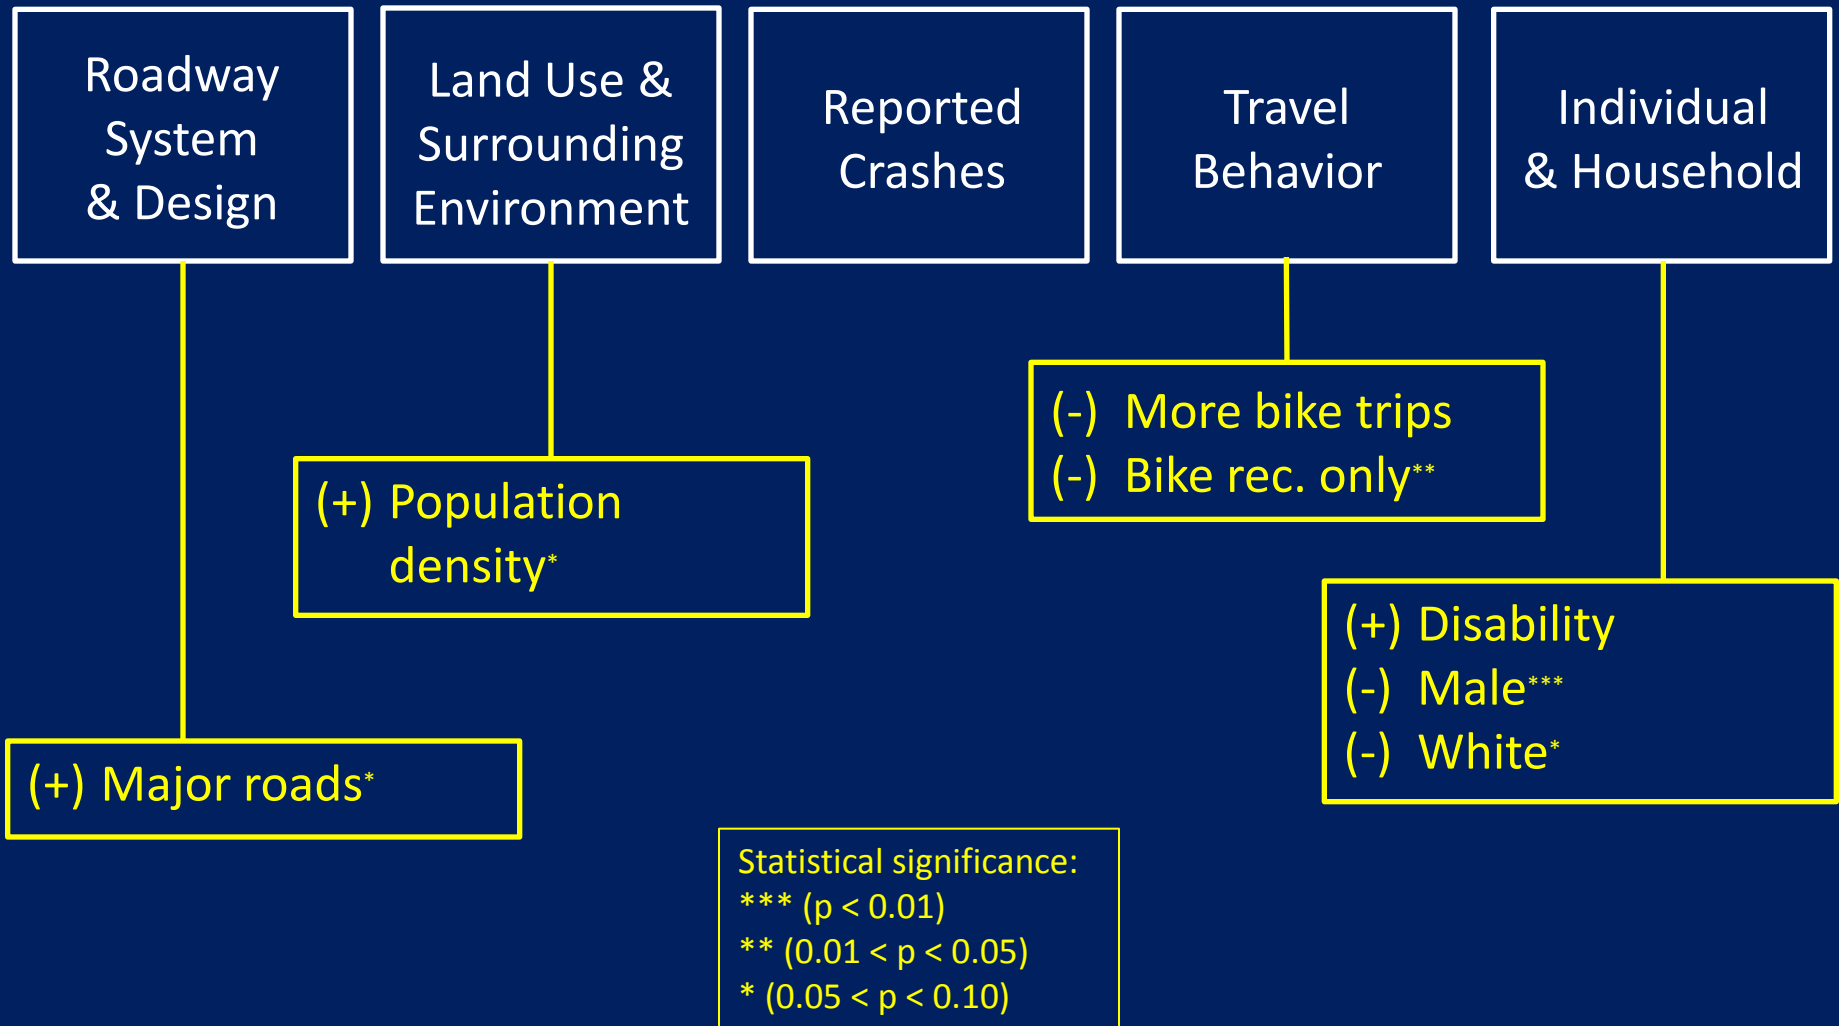 Roadway
System
& Design
Land Use &
Surrounding
Environment
Reported
Crashes
Travel
Behavior
Individual
& Household
(-) More bike trips
(-) Bike rec. only**
(+) Population
density*
(+) Disability
(-) Male***
(-) White*
(+) Major roads*
Statistical significance:
*** (p < 0.01)
** (0.01 < p < 0.05)
* (0.05 < p < 0.10)